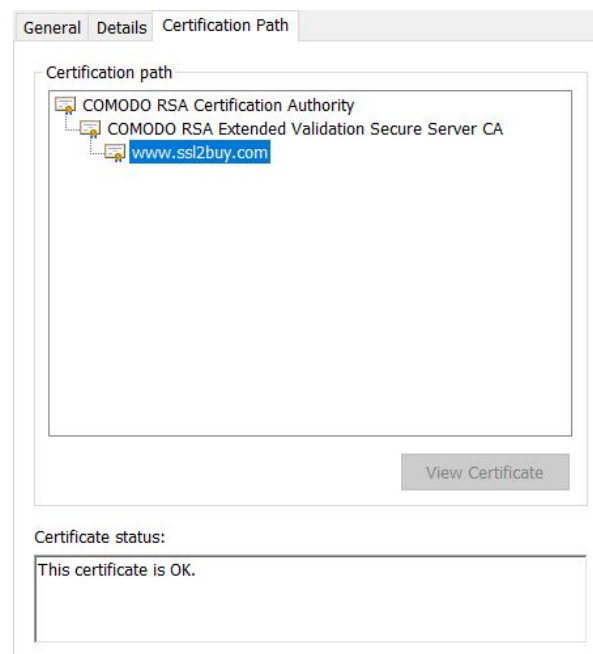 General Details Certification Path
Certification path
COMODO RSA Certification Authority
COMODO RSA Extended Validation Secure Server CA
www.ssl2buy.com
View Certificate
Certificate status:
This certificate is OK.